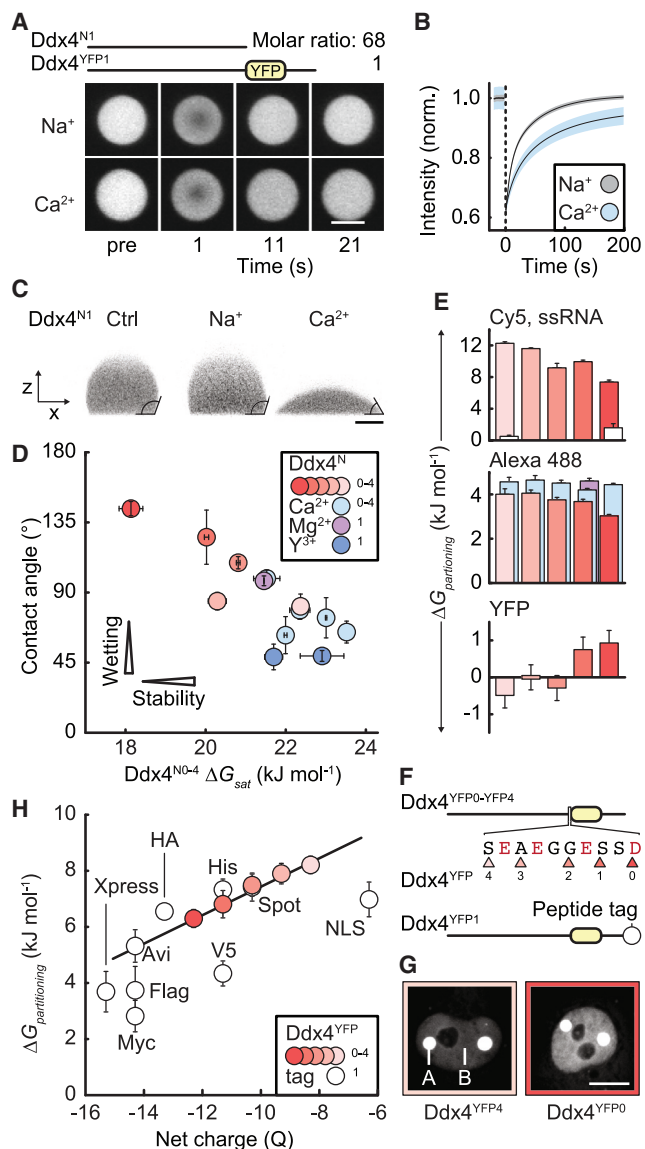 A
Ddx4N1 Molar ratio: 68
Ddx4YFP1 YFP 1
Na+
Ca2+
pre 1 11 21
Time (s)
B
Intensity (norm.)
1.0
0.8
0.6
Na+
Ca2+
0 100 200
Time (s)
C
Ddx4N1 Ctrl Na+ Ca2+
z
x
D
Contact angle (°)
180
135
90
45
0
Ddx4N
0-4
Ca2+ 0-4
Mg2+ 1
Y3+ 1
Wetting
Stability
18 20 22 24
Ddx4N0-4 ΔGsat (kJ mol-1)
E
ΔGpartioning (kJ mol-1)
Cy5, ssRNA
12
8
4
0
Alexa 488
4
2
0
YFP
1
0
-1
F
Ddx4YFP0-YFP4
SEAEGGESSD
Ddx4YFP 4 3 2 1 0
Peptide tag
Ddx4YFP1
G
A B
Ddx4YFP4 Ddx4YFP0
H
ΔGpartitioning (kJ mol-1)
10
8
6
4
2
0
HA
Xpress
His
Spot
NLS
Avi
V5
Flag
Myc
Ddx4YFP
0-4
tag 1
-16 -14 -12 -10 -8 -6
Net charge (Q)